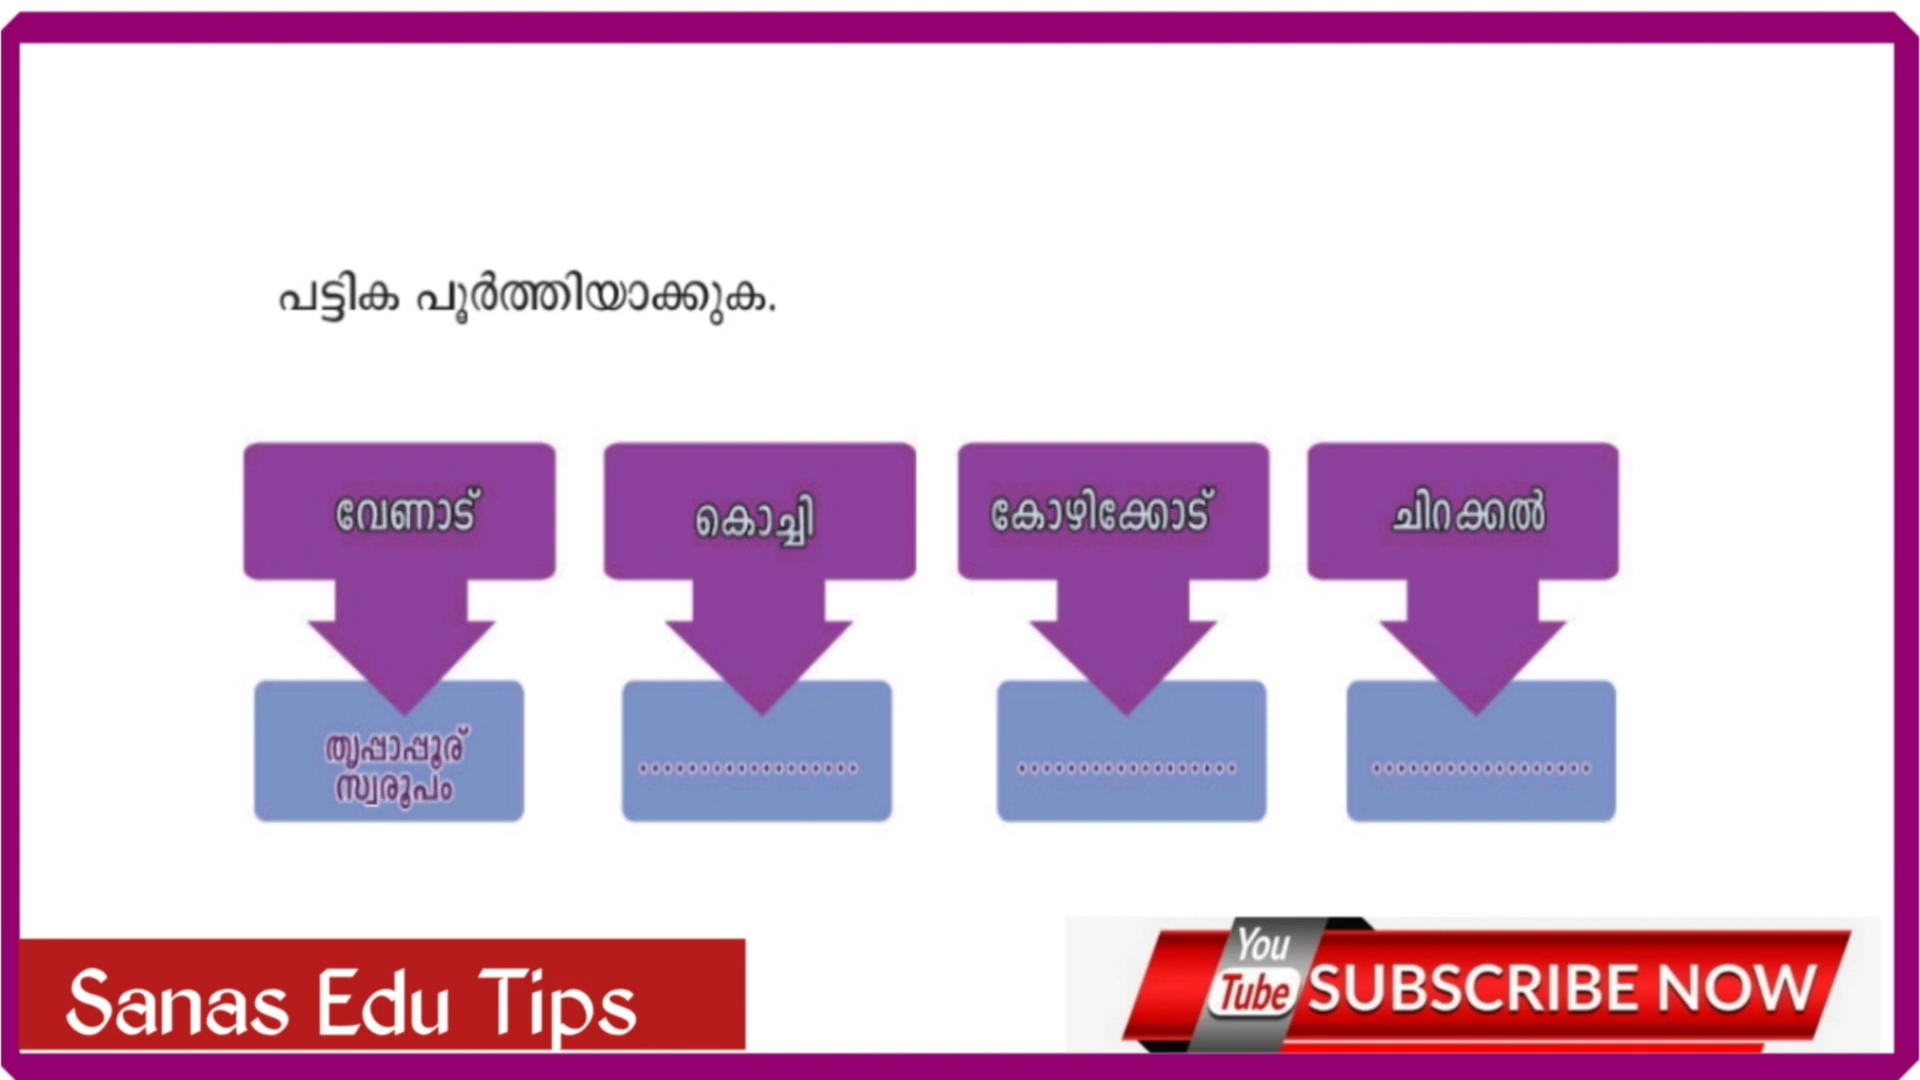 പട്ടിക പൂർത്തിയാക്കുക.
വേണാട് കൊച്ചി കോഴിക്കോട് ചിറക്കൽ
തൃപ്പാപ്പൂര് .................. .................. ..................
സ്വരൂപം
Sanas Edu Tips
You
Tube SUBSCRIBE NOW